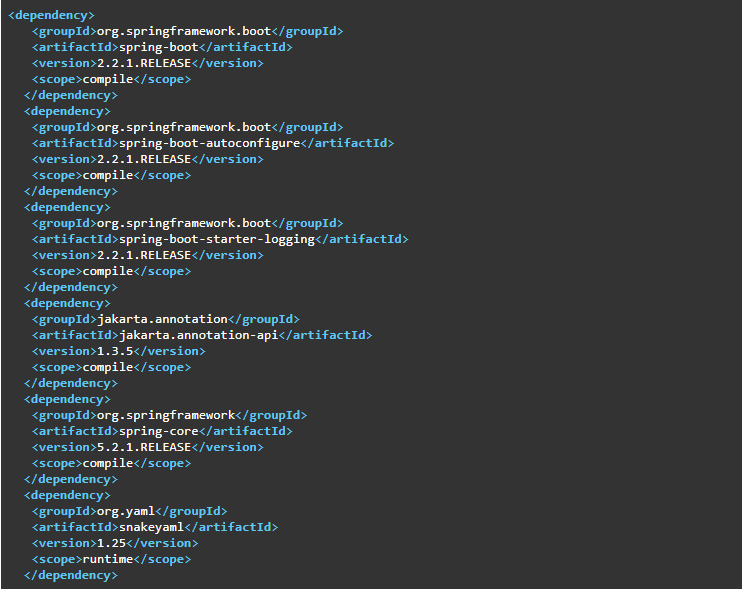 <dependency>
<groupId>org.springframework.boot</groupId>
<artifactId>spring-boot</artifactId>
<version>2.2.1.RELEASE</version>
<scope>compile</scope>
</dependency>
<dependency>
<groupId>org.springframework.boot</groupId>
<artifactId>spring-boot-autoconfigure</artifactId>
<version>2.2.1.RELEASE</version>
<scope>compile</scope>
</dependency>
<dependency>
<groupId>org.springframework.boot</groupId>
<artifactId>spring-boot-starter-logging</artifactId>
<version>2.2.1.RELEASE</version>
<scope>compile</scope>
</dependency>
<dependency>
<groupId>jakarta.annotation</groupId>
<artifactId>jakarta.annotation-api</artifactId>
<version>1.3.5</version>
<scope>compile</scope>
</dependency>
<dependency>
<groupId>org.springframework</groupId>
<artifactId>spring-core</artifactId>
<version>5.2.1.RELEASE</version>
<scope>compile</scope>
</dependency>
<dependency>
<groupId>org.yaml</groupId>
<artifactId>snakeyaml</artifactId>
<version>1.25</version>
<scope>runtime</scope>
</dependency>